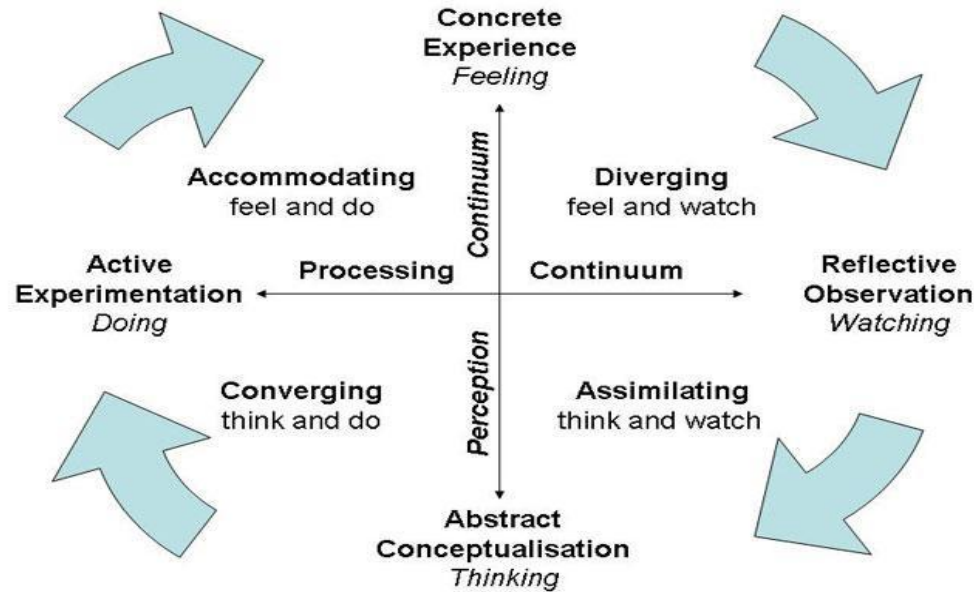 Concrete
Experience
Feeling
Continuum
Accommodating
feel and do
Diverging
feel and watch
Active
Experimentation
Doing
Processing
Continuum
Reflective
Observation
Watching
Perception
Converging
think and do
Assimilating
think and watch
Abstract
Conceptualisation
Thinking